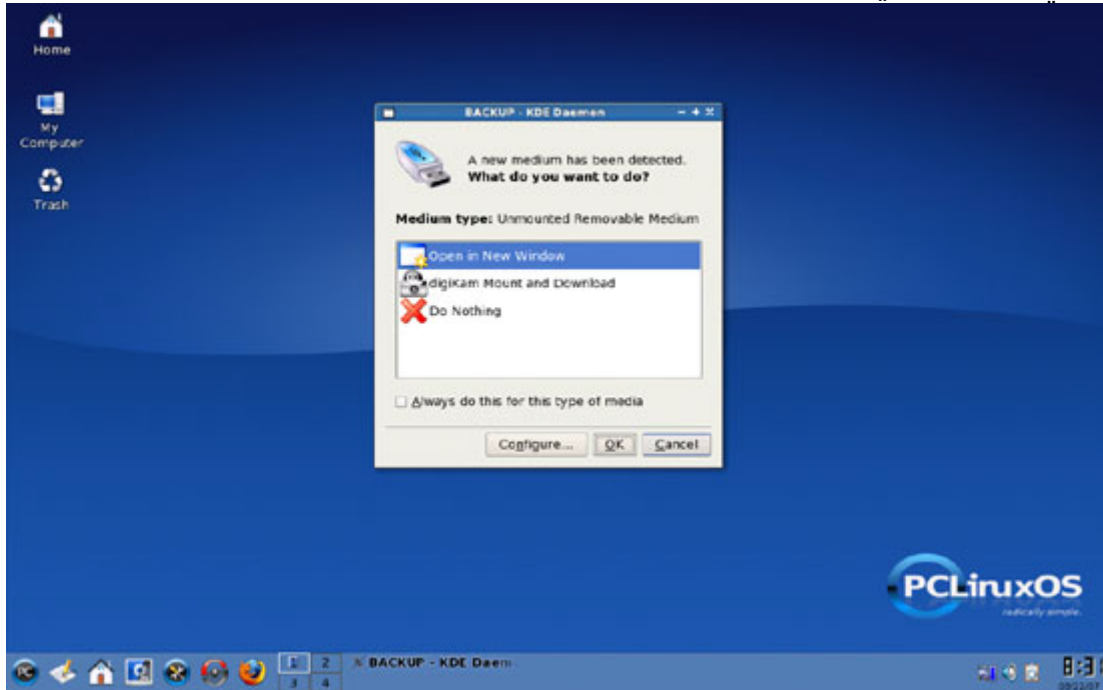 Home
My
Computer
Trash
BACKUP - KDE Daemon
A new medium has been detected.
What do you want to do?
Medium type: Unmounted Removable Medium
Open in New Window
digiKam Mount and Download
Do Nothing
Always do this for this type of media
Configure... OK Cancel
PCLinuxOS
radically simple.
1 2
3 4
BACKUP - KDE Daem